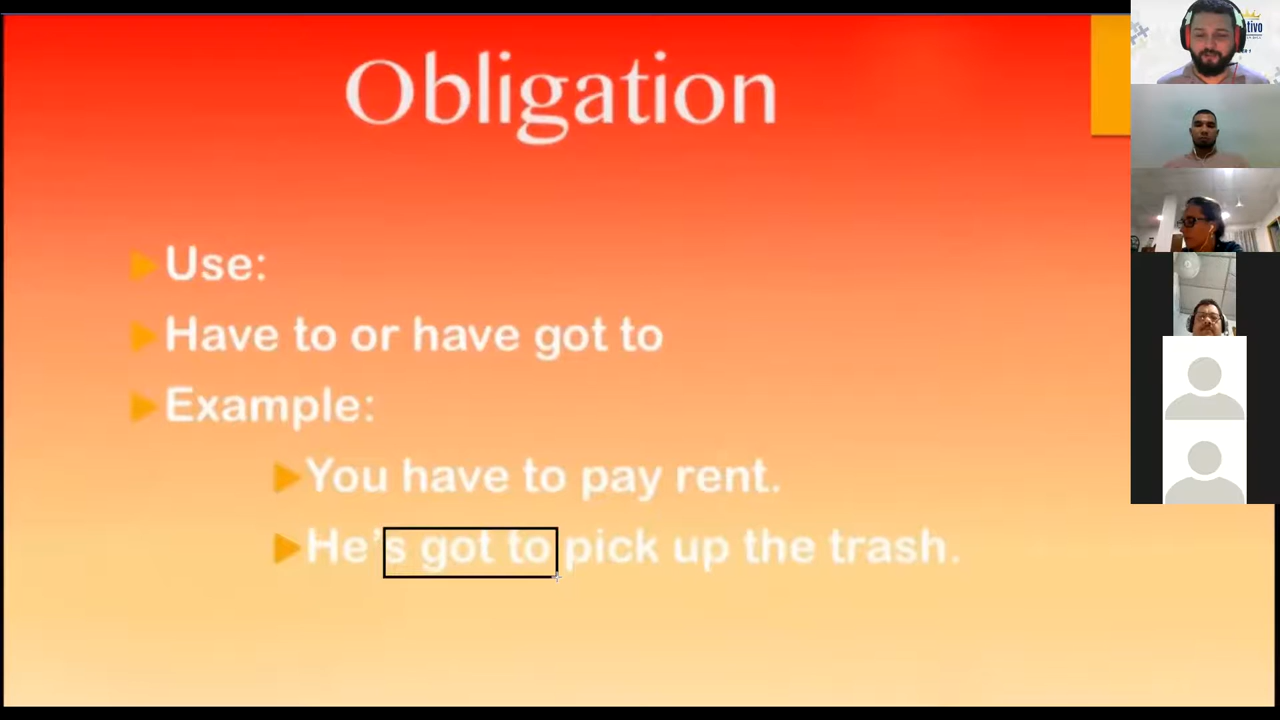 Obligation
Use:
Have to or have got to
Example:
You have to pay rent.
He's got to pick up the trash.
tivo